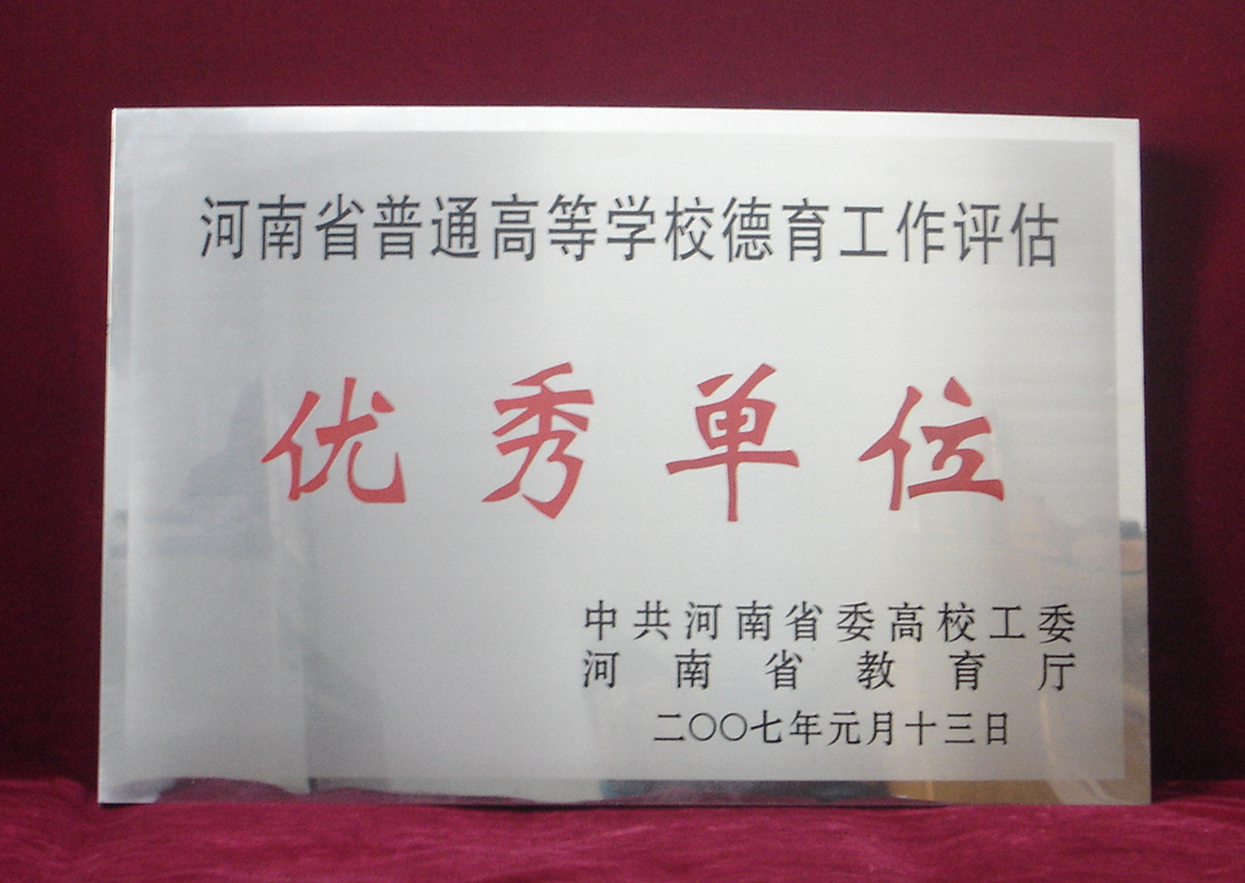 河南省普通高等学校德育工作评估
优秀单位
中共河南省委高校工委
河南省教育厅
二〇〇七年元月十三日